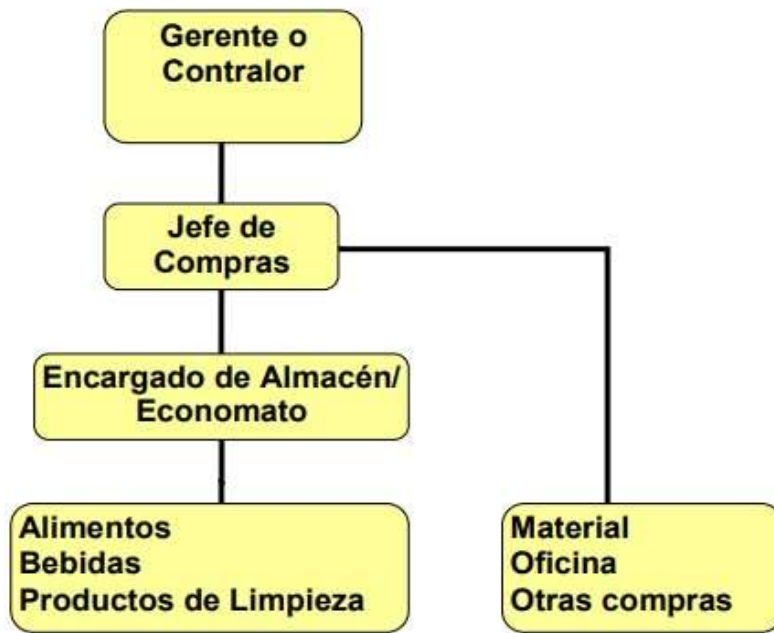 Gerente o
Contralor
Jefe de
Compras
Encargado de Almacén/
Economato
Alimentos
Bebidas
Productos de Limpieza
Material
Oficina
Otras compras